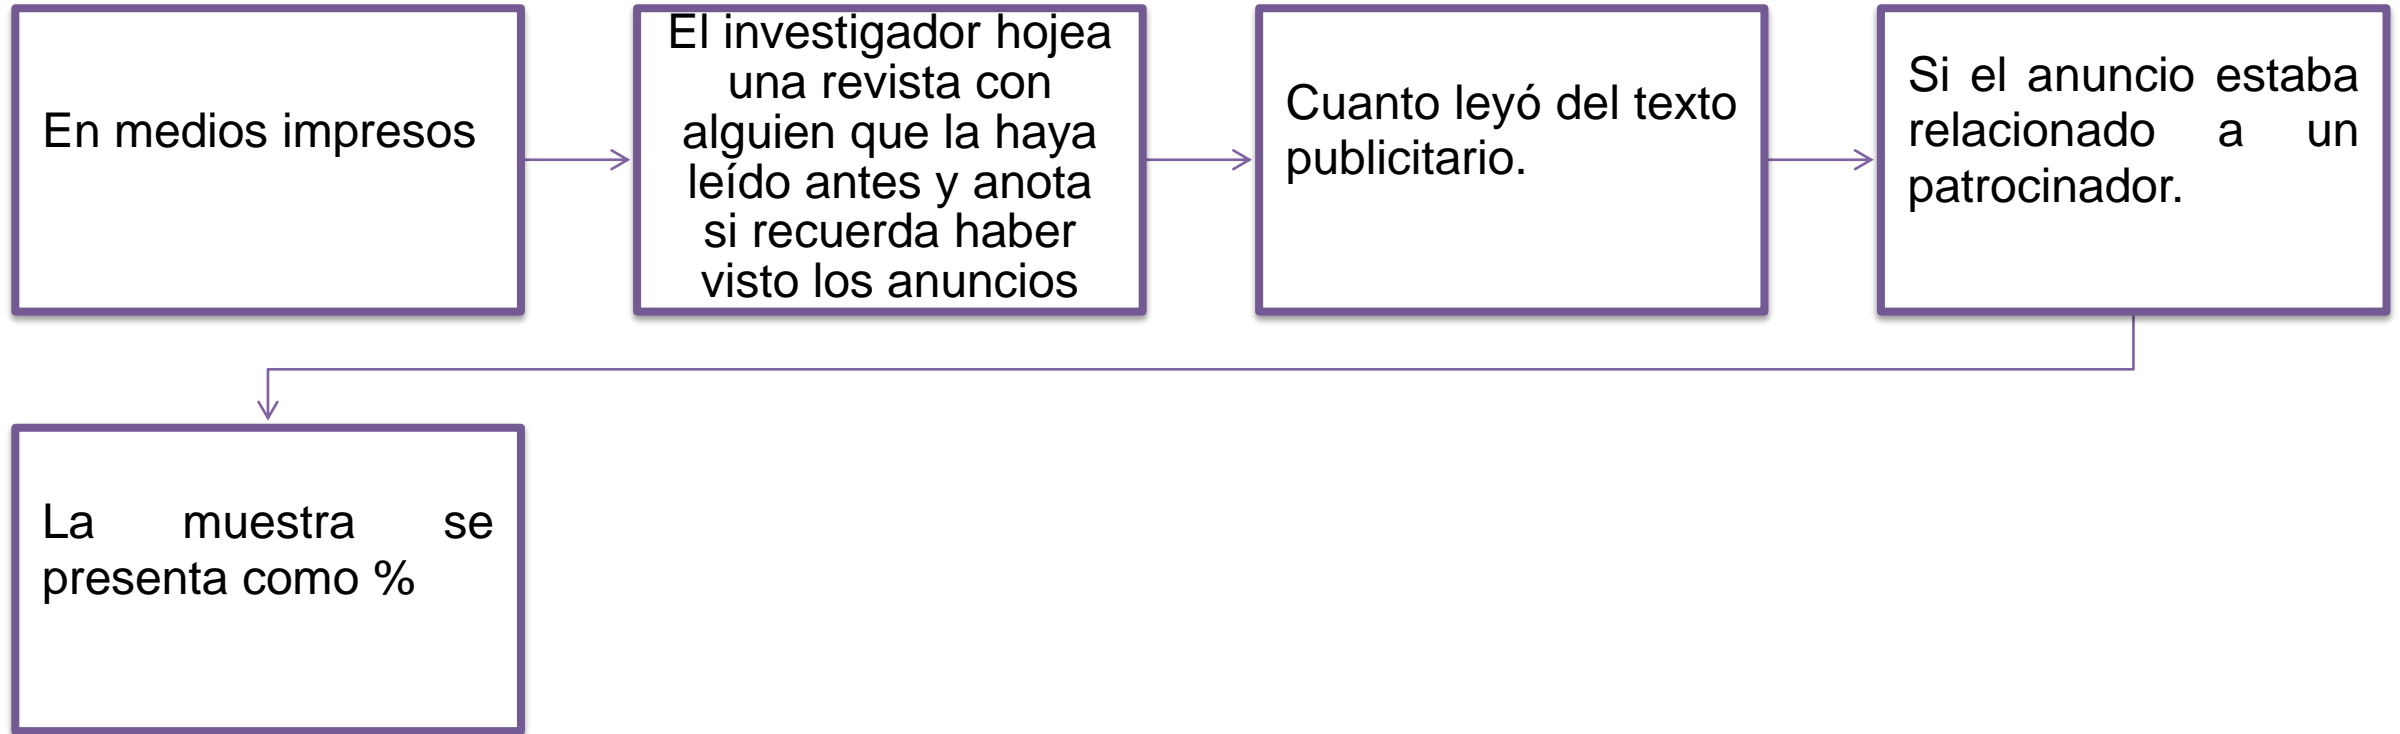 En medios impresos
El investigador hojea
una revista con
alguien que la haya
leído antes y anota
si recuerda haber
visto los anuncios
Cuanto leyó del texto
publicitario.
Si el anuncio estaba
relacionado a un
patrocinador.
La muestra se
presenta como %